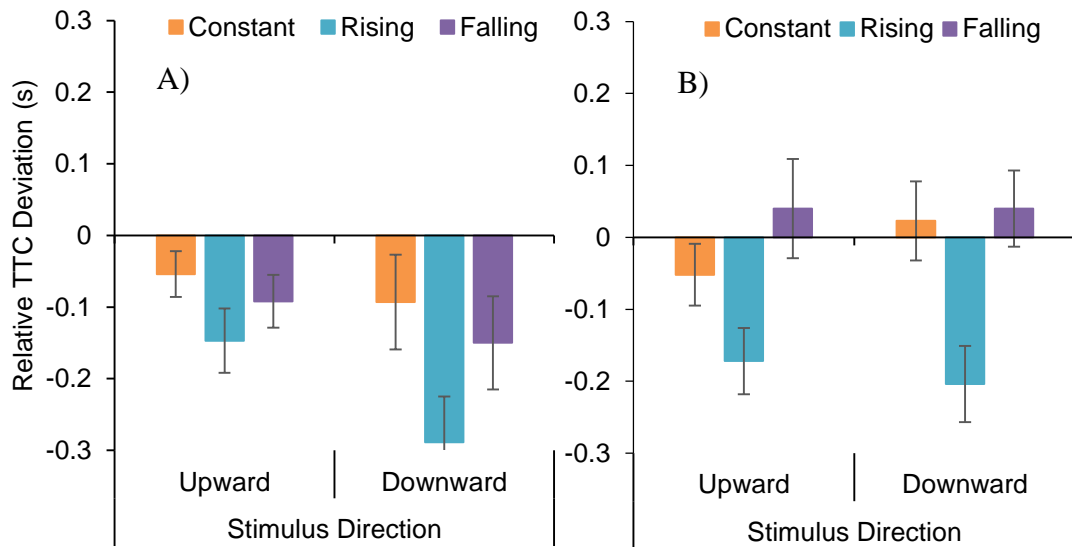 Constant Rising Falling
A)
Relative TTC Deviation (s)
0.3
0.2
0.1
0
-0.1
-0.2
-0.3
Upward Downward
Stimulus Direction
Constant Rising Falling
B)
0.3
0.2
0.1
0
-0.1
-0.2
-0.3
Upward Downward
Stimulus Direction